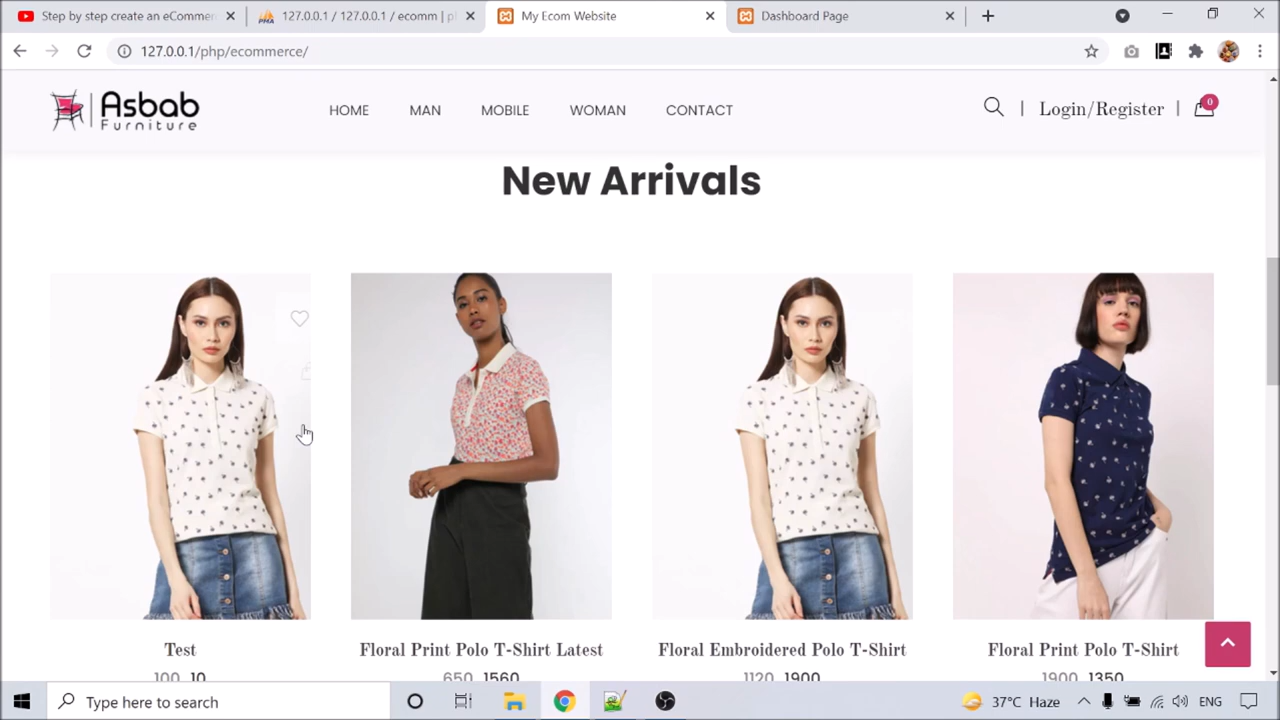 Step by step create an eCommer
127.0.0.1 / 127.0.0.1 / ecomm | p
My Ecom Website
Dashboard Page
127.0.0.1/php/ecommerce/
Asbab
Furniture
HOME
MAN
MOBILE
WOMAN
CONTACT
| Login/Register |
0
New Arrivals
Test
Floral Print Polo T-Shirt Latest
Floral Embroidered Polo T-Shirt
Floral Print Polo T-Shirt
100 10
650 1560
1120 1900
1900 1350
Type here to search
37°C Haze
ENG